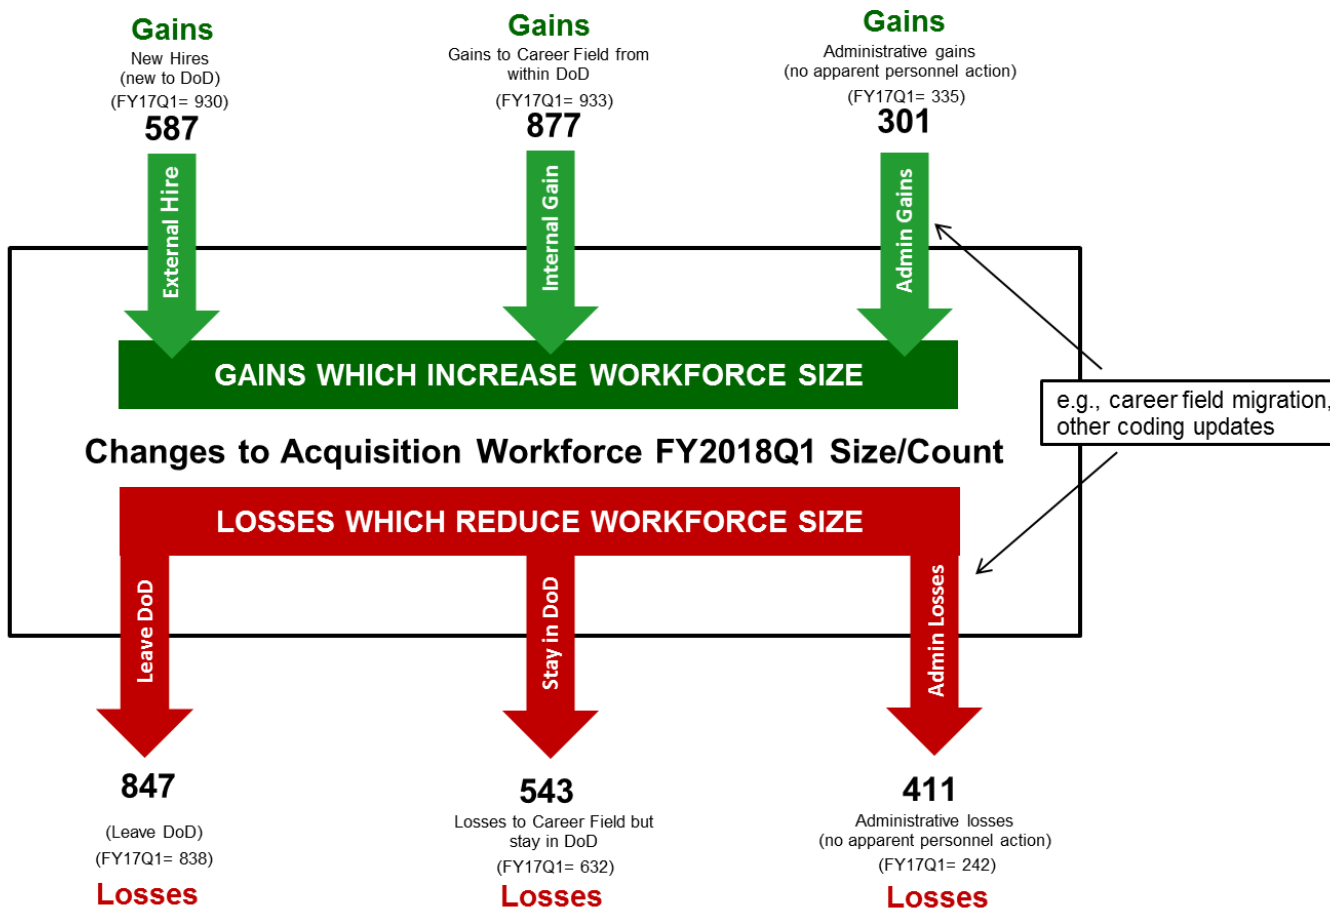 Gains
New Hires
(new to DoD)
(FY17Q1= 930)
587
External Hire
Gains
Gains to Career Field from
within DoD
(FY17Q1= 933)
877
Internal Gain
Gains
Administrative gains
(no apparent personnel action)
(FY17Q1= 335)
301
Admin Gains
GAINS WHICH INCREASE WORKFORCE SIZE
e.g., career field migration,
other coding updates
Changes to Acquisition Workforce FY2018Q1 Size/Count
LOSSES WHICH REDUCE WORKFORCE SIZE
Leave DoD
847
(Leave DoD)
(FY17Q1= 838)
Losses
Stay in DoD
543
Losses to Career Field but
stay in DoD
(FY17Q1= 632)
Losses
Admin Losses
411
Administrative losses
(no apparent personnel action)
(FY17Q1= 242)
Losses